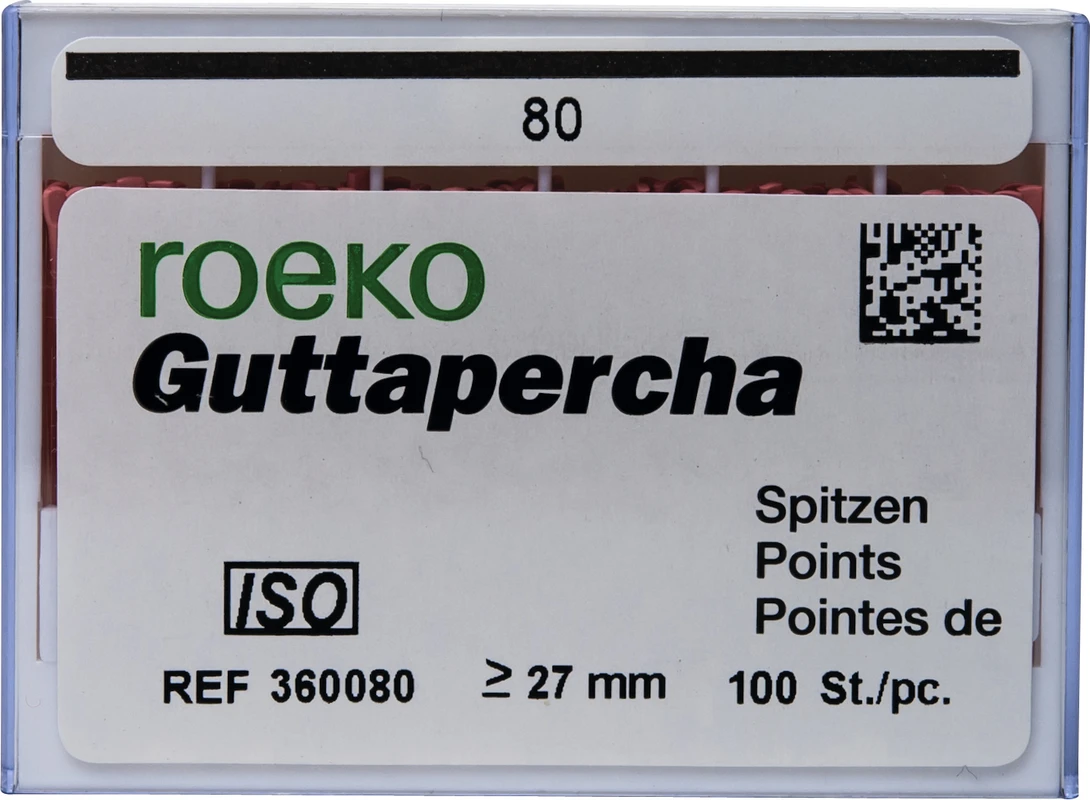 80
roeko
Guttapercha
Spitzen
Points
Pointes de
ISO
REF 360080 ≥ 27 mm 100 St./pc.